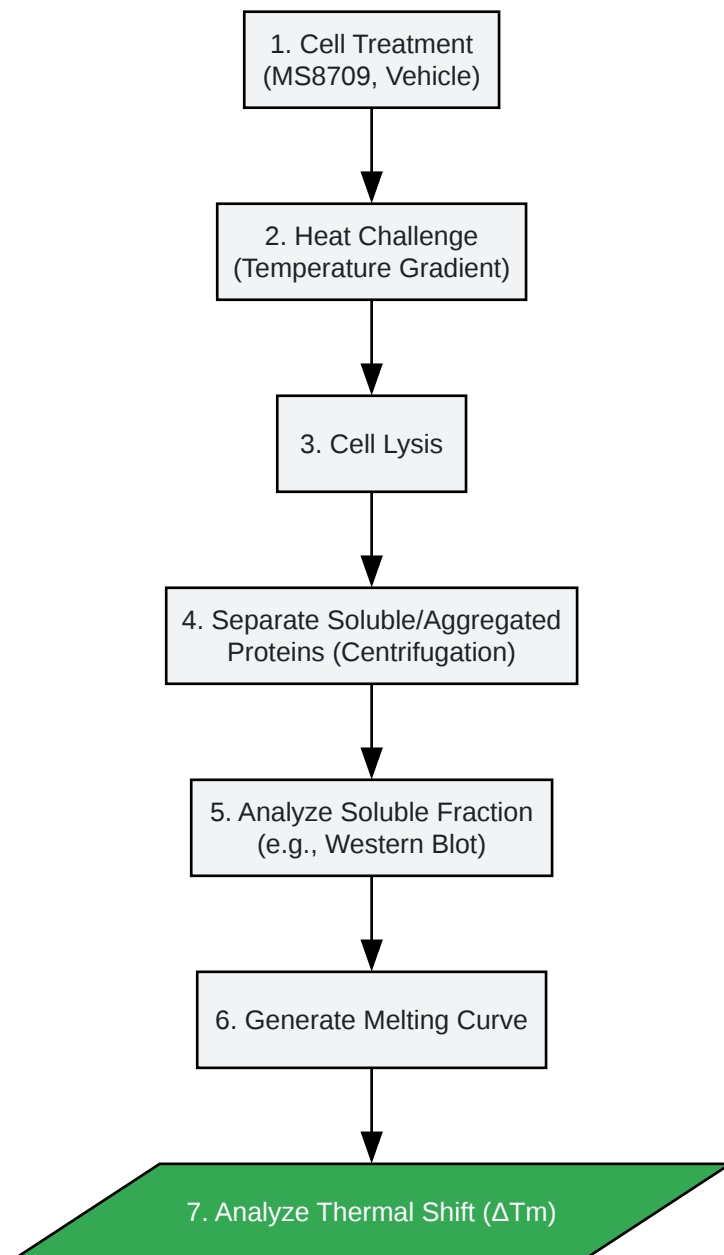 1. Cell Treatment
(MS8709, Vehicle)
2. Heat Challenge
(Temperature Gradient)
3. Cell Lysis
4. Separate Soluble/Aggregated
Proteins (Centrifugation)
5. Analyze Soluble Fraction
(e.g., Western Blot)
6. Generate Melting Curve
7. Analyze Thermal Shift (ΔTm)